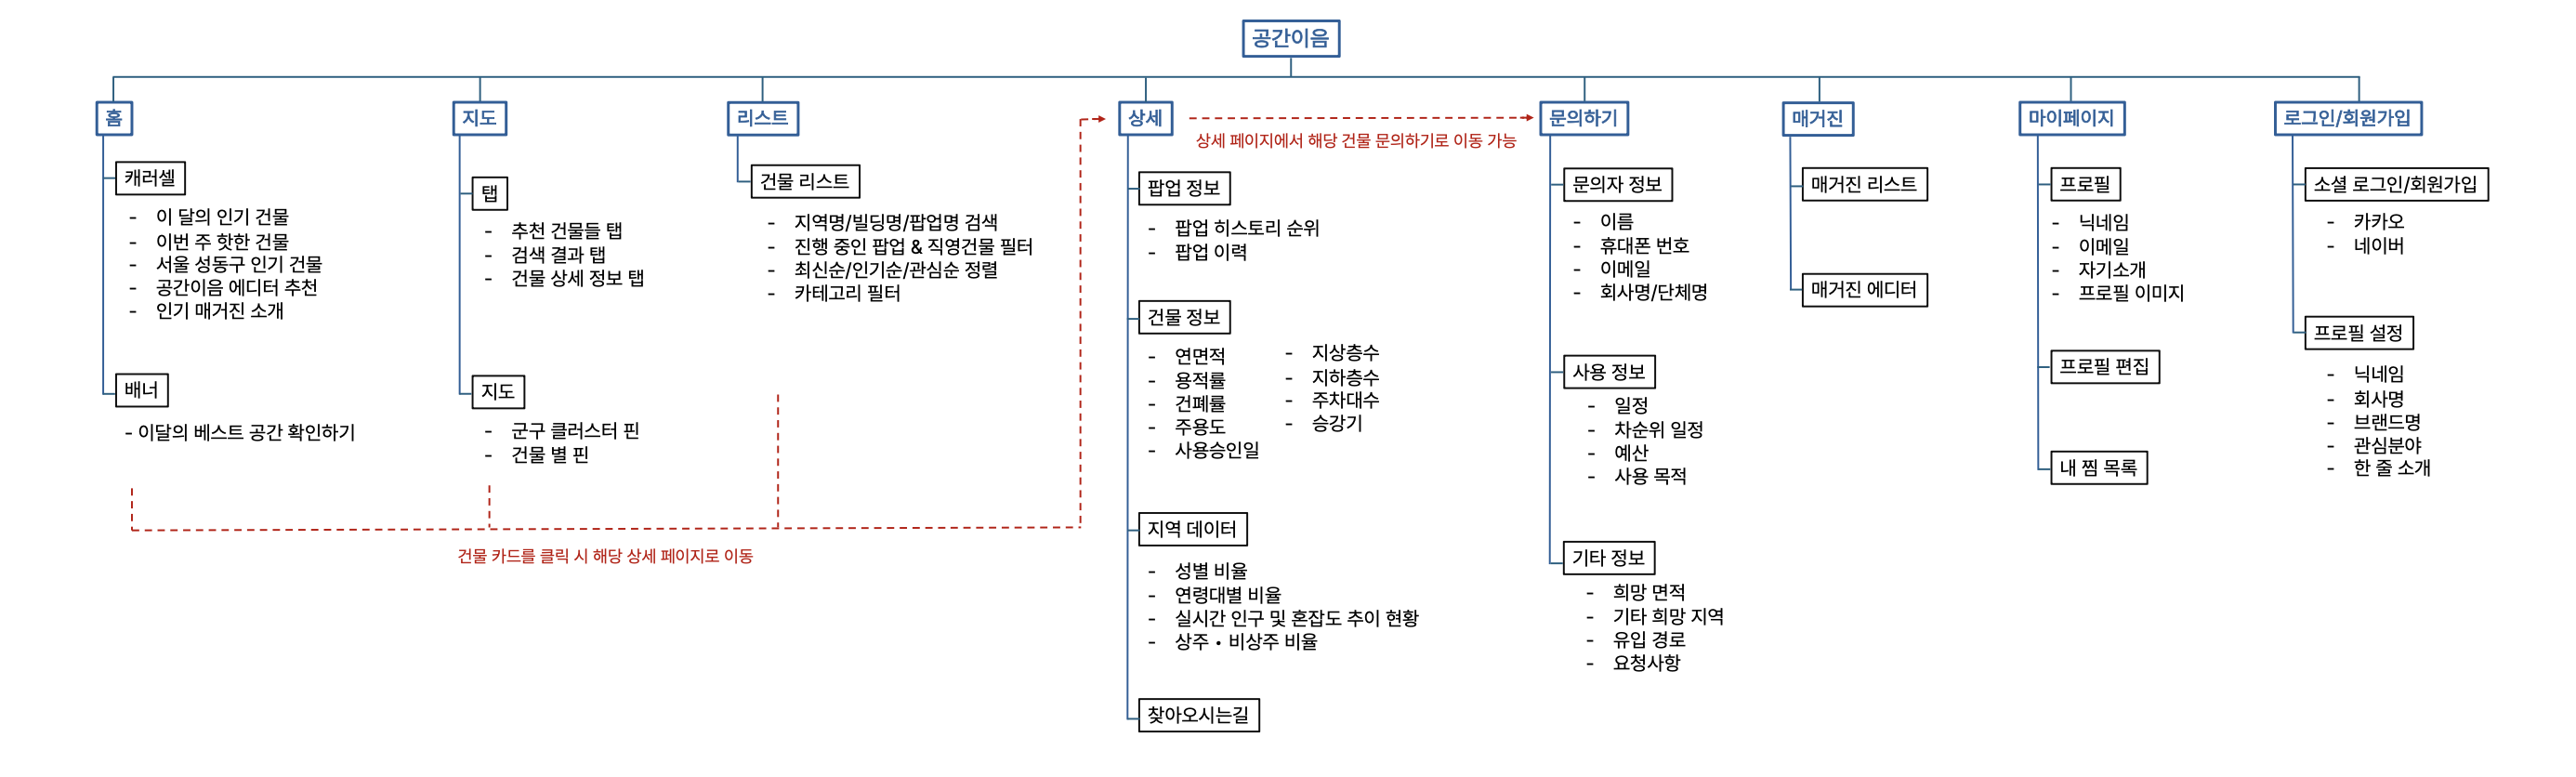 공간이음
홈
캐러셀
- 이 달의 인기 건물
- 이번 주 핫한 건물
- 서울 성동구 인기 건물
- 공간이음 에디터 추천
- 인기 매거진 소개
배너
- 이달의 베스트 공간 확인하기
지도
탭
- 추천 건물들 탭
- 검색 결과 탭
- 건물 상세 정보 탭
지도
- 군구 클러스터 핀
- 건물 별 핀
리스트
건물 리스트
- 지역명/빌딩명/팝업명 검색
- 진행 중인 팝업 & 직영건물 필터
- 최신순/인기순/관심순 정렬
- 카테고리 필터
건물 카드를 클릭 시 해당 상세 페이지로 이동
상세
상세 페이지에서 해당 건물 문의하기로 이동 가능
팝업 정보
- 팝업 히스토리 순위
- 팝업 이력
건물 정보
- 연면적
- 용적률
- 건폐률
- 주용도
- 사용승인일
- 지상층수
- 지하층수
- 주차대수
- 승강기
지역 데이터
- 성별 비율
- 연령대별 비율
- 실시간 인구 및 혼잡도 추이 현황
- 상주・비상주 비율
찾아오시는길
문의하기
문의자 정보
- 이름
- 휴대폰 번호
- 이메일
- 회사명/단체명
사용 정보
- 일정
- 차순위 일정
- 예산
- 사용 목적
기타 정보
- 희망 면적
- 기타 희망 지역
- 유입 경로
- 요청사항
매거진
매거진 리스트
매거진 에디터
마이페이지
프로필
- 닉네임
- 이메일
- 자기소개
- 프로필 이미지
프로필 편집
내 찜 목록
로그인/회원가입
소셜 로그인/회원가입
- 카카오
- 네이버
프로필 설정
- 닉네임
- 회사명
- 브랜드명
- 관심분야
- 한 줄 소개